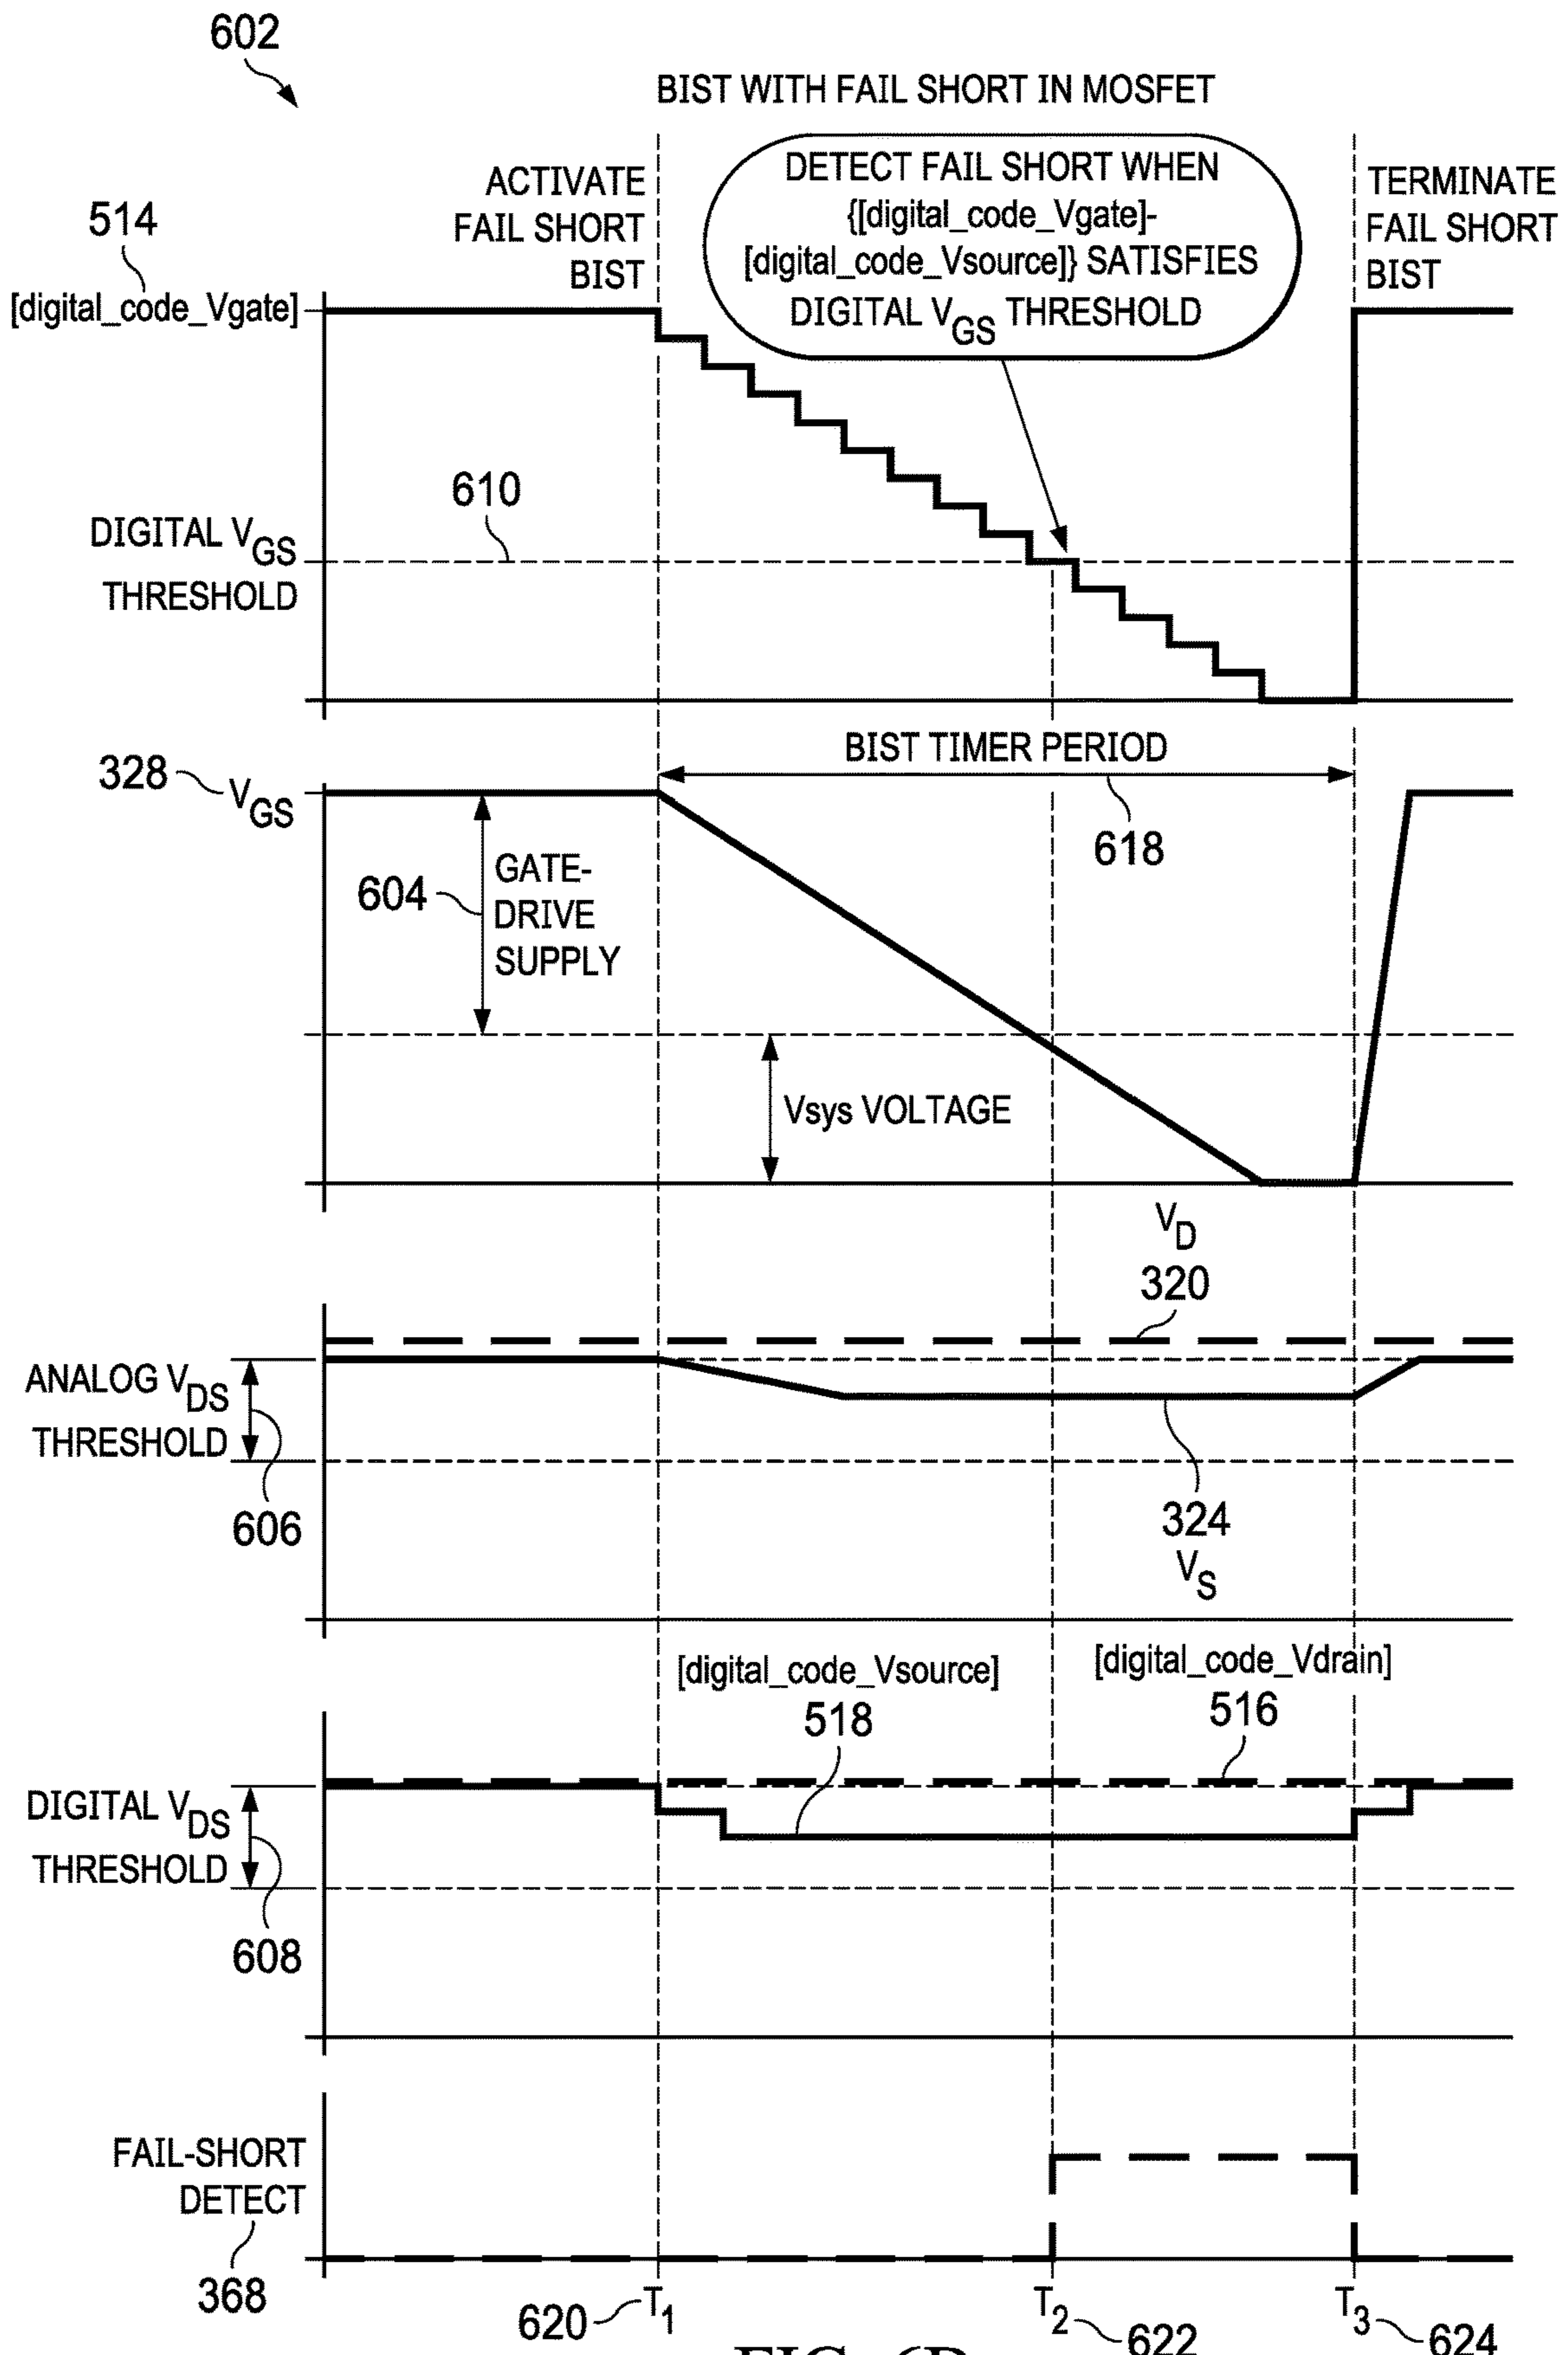 602
BIST WITH FAIL SHORT IN MOSFET
ACTIVATE
FAIL SHORT
BIST
DETECT FAIL SHORT WHEN
{[digital_code_Vgate]-
[digital_code_Vsource]} SATISFIES
DIGITAL VGS THRESHOLD
TERMINATE
FAIL SHORT
BIST
514
[digital_code_Vgate]
610
DIGITAL VGS
THRESHOLD
BIST TIMER PERIOD
618
328
VGS
604
GATE-
DRIVE
SUPPLY
Vsys VOLTAGE
VD
320
ANALOG VDS
THRESHOLD
606
324
VS
[digital_code_Vsource]
518
[digital_code_Vdrain]
516
DIGITAL VDS
THRESHOLD
608
FAIL-SHORT
DETECT
368
620
T1
T2
622
T3
624